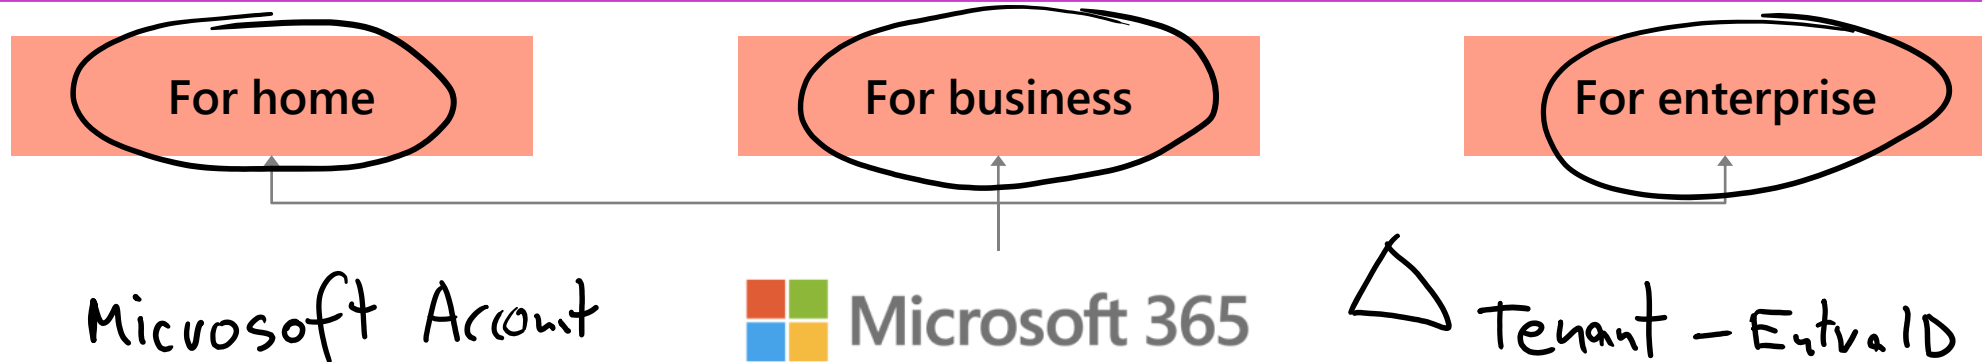 For home
For business
For enterprise
Microsoft Account
Microsoft 365
Tenant - Entra ID